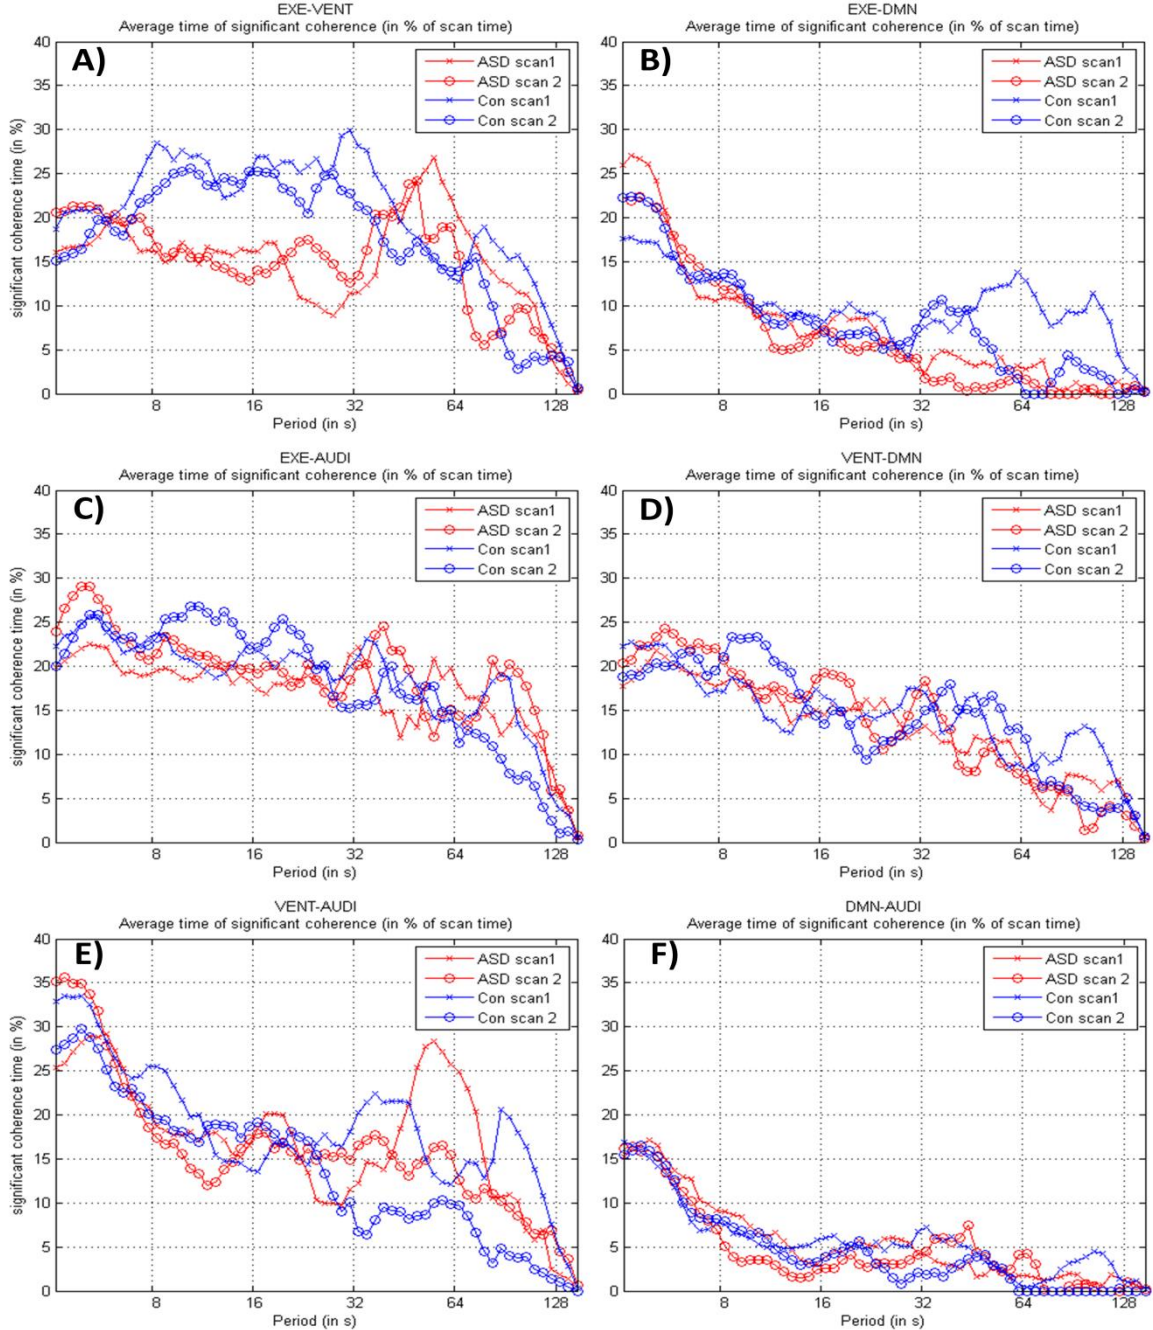 EXE-VENT
Average time of significant coherence (in % of scan time)
A)
ASD scan1
ASD scan 2
Con scan1
Con scan 2
significant coherence time (in %)
40
35
30
25
20
15
10
5
0
8 16 32 64 128
Period (in s)
EXE-DMN
Average time of significant coherence (in % of scan time)
B)
ASD scan1
ASD scan 2
Con scan1
Con scan 2
40
35
30
25
20
15
10
5
0
8 16 32 64 128
Period (in s)
EXE-AUDI
Average time of significant coherence (in % of scan time)
C)
ASD scan1
ASD scan 2
Con scan1
Con scan 2
significant coherence time (in %)
40
35
30
25
20
15
10
5
0
8 16 32 64 128
Period (in s)
VENT-DMN
Average time of significant coherence (in % of scan time)
D)
ASD scan1
ASD scan 2
Con scan1
Con scan 2
40
35
30
25
20
15
10
5
0
8 16 32 64 128
Period (in s)
VENT-AUDI
Average time of significant coherence (in % of scan time)
E)
ASD scan1
ASD scan 2
Con scan1
Con scan 2
significant coherence time (in %)
40
35
30
25
20
15
10
5
0
8 16 32 64 128
Period (in s)
DMN-AUDI
Average time of significant coherence (in % of scan time)
F)
ASD scan1
ASD scan 2
Con scan1
Con scan 2
40
35
30
25
20
15
10
5
0
8 16 32 64 128
Period (in s)